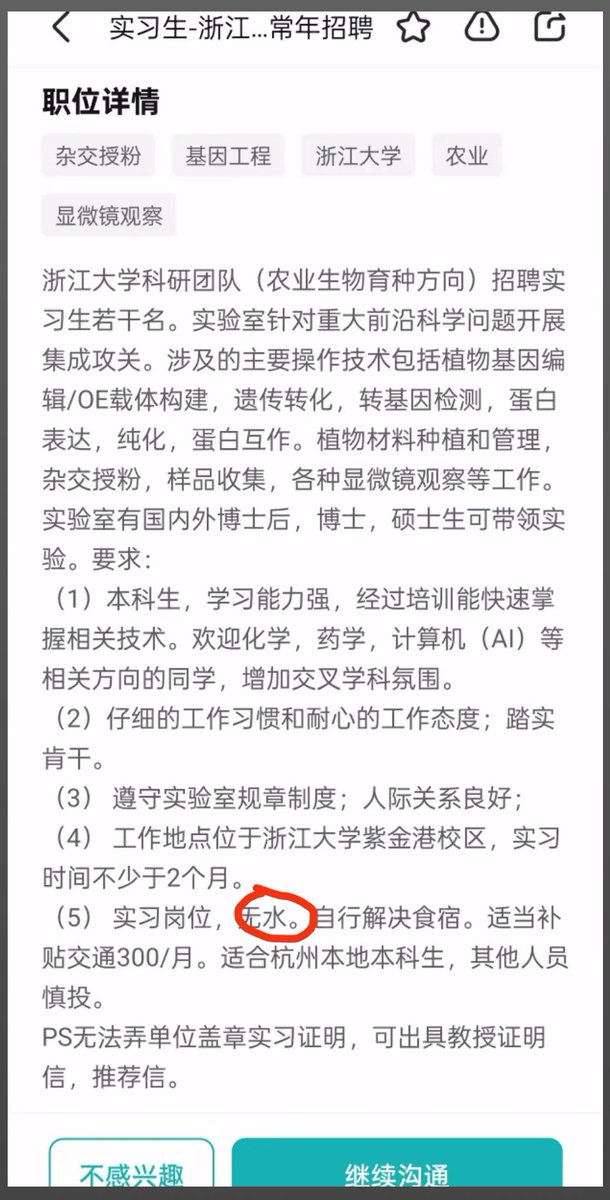 实习生-浙江...常年招聘
职位详情
杂交授粉 基因工程 浙江大学 农业
显微镜观察
浙江大学科研团队（农业生物育种方向）招聘实
习生若干名。实验室针对重大前沿科学问题开展
集成攻关。涉及的主要操作技术包括植物基因编
辑/OE载体构建，遗传转化，转基因检测，蛋白
表达，纯化，蛋白互作。植物材料种植和管理，
杂交授粉，样品收集，各种显微镜观察等工作。
实验室有国内外博士后，博士，硕士生可带领实
验。要求：
（1）本科生，学习能力强，经过培训能快速掌
握相关技术。欢迎化学，药学，计算机（AI）等
相关方向的同学，增加交叉学科氛围。
（2）仔细的工作习惯和耐心的工作态度；踏实
肯干。
（3） 遵守实验室规章制度；人际关系良好；
（4） 工作地点位于浙江大学紫金港校区，实习
时间不少于2个月。
（5） 实习岗位，无水。自行解决食宿。适当补
贴交通300/月。适合杭州本地本科生，其他人员
慎投。
PS无法弄单位盖章实习证明，可出具教授证明
信，推荐信。
不感兴趣 继续沟通